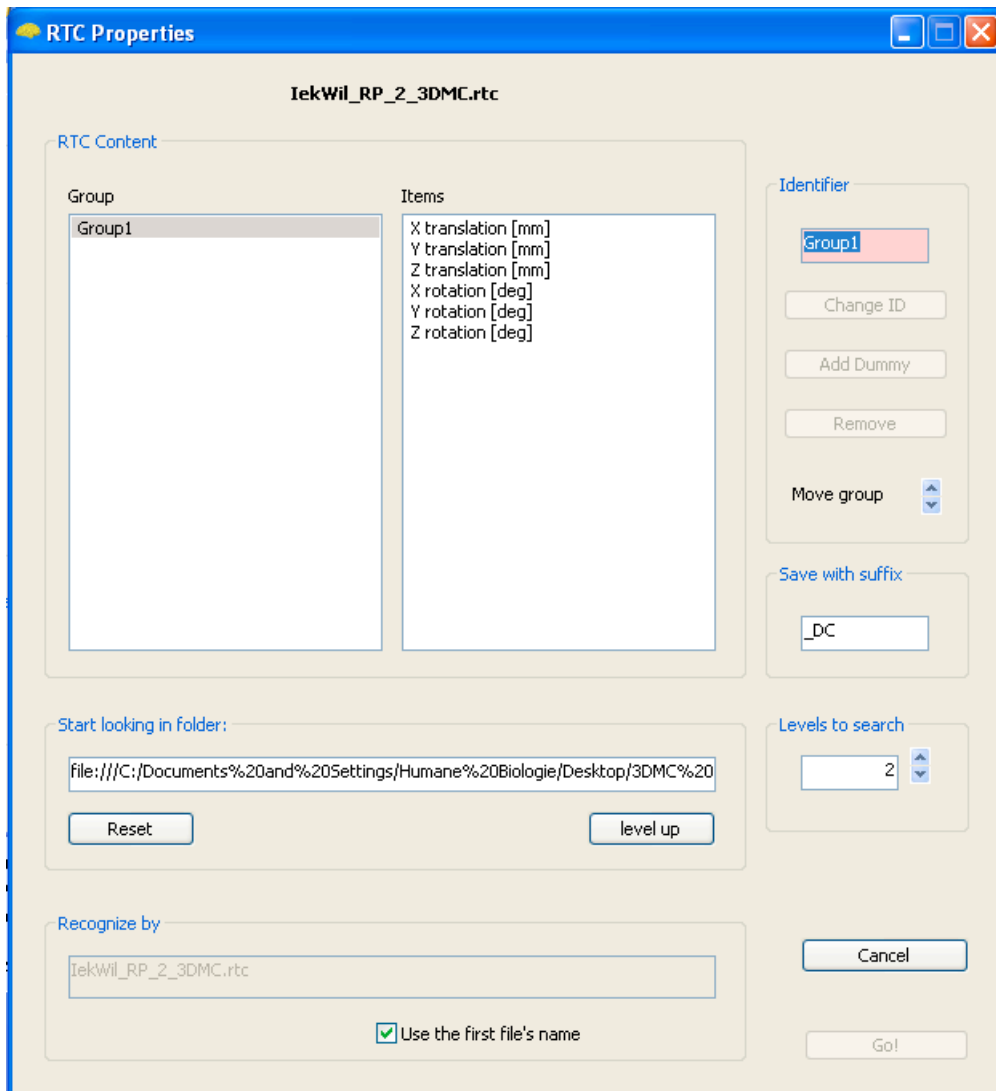 RTC Properties
IekWil_RP_2_3DMC.rtc
RTC Content
Group
Items
Group1
X translation [mm]
Y translation [mm]
Z translation [mm]
X rotation [deg]
Y rotation [deg]
Z rotation [deg]
Identifier
Group1
Change ID
Add Dummy
Remove
Move group
Save with suffix
_DC
Start looking in folder:
file:///C:/Documents%20and%20Settings/Humane%20Biologie/Desktop/3DMC%20
Reset
level up
Levels to search
2
Recognize by
IekWil_RP_2_3DMC.rtc
Use the first file's name
Cancel
Go!